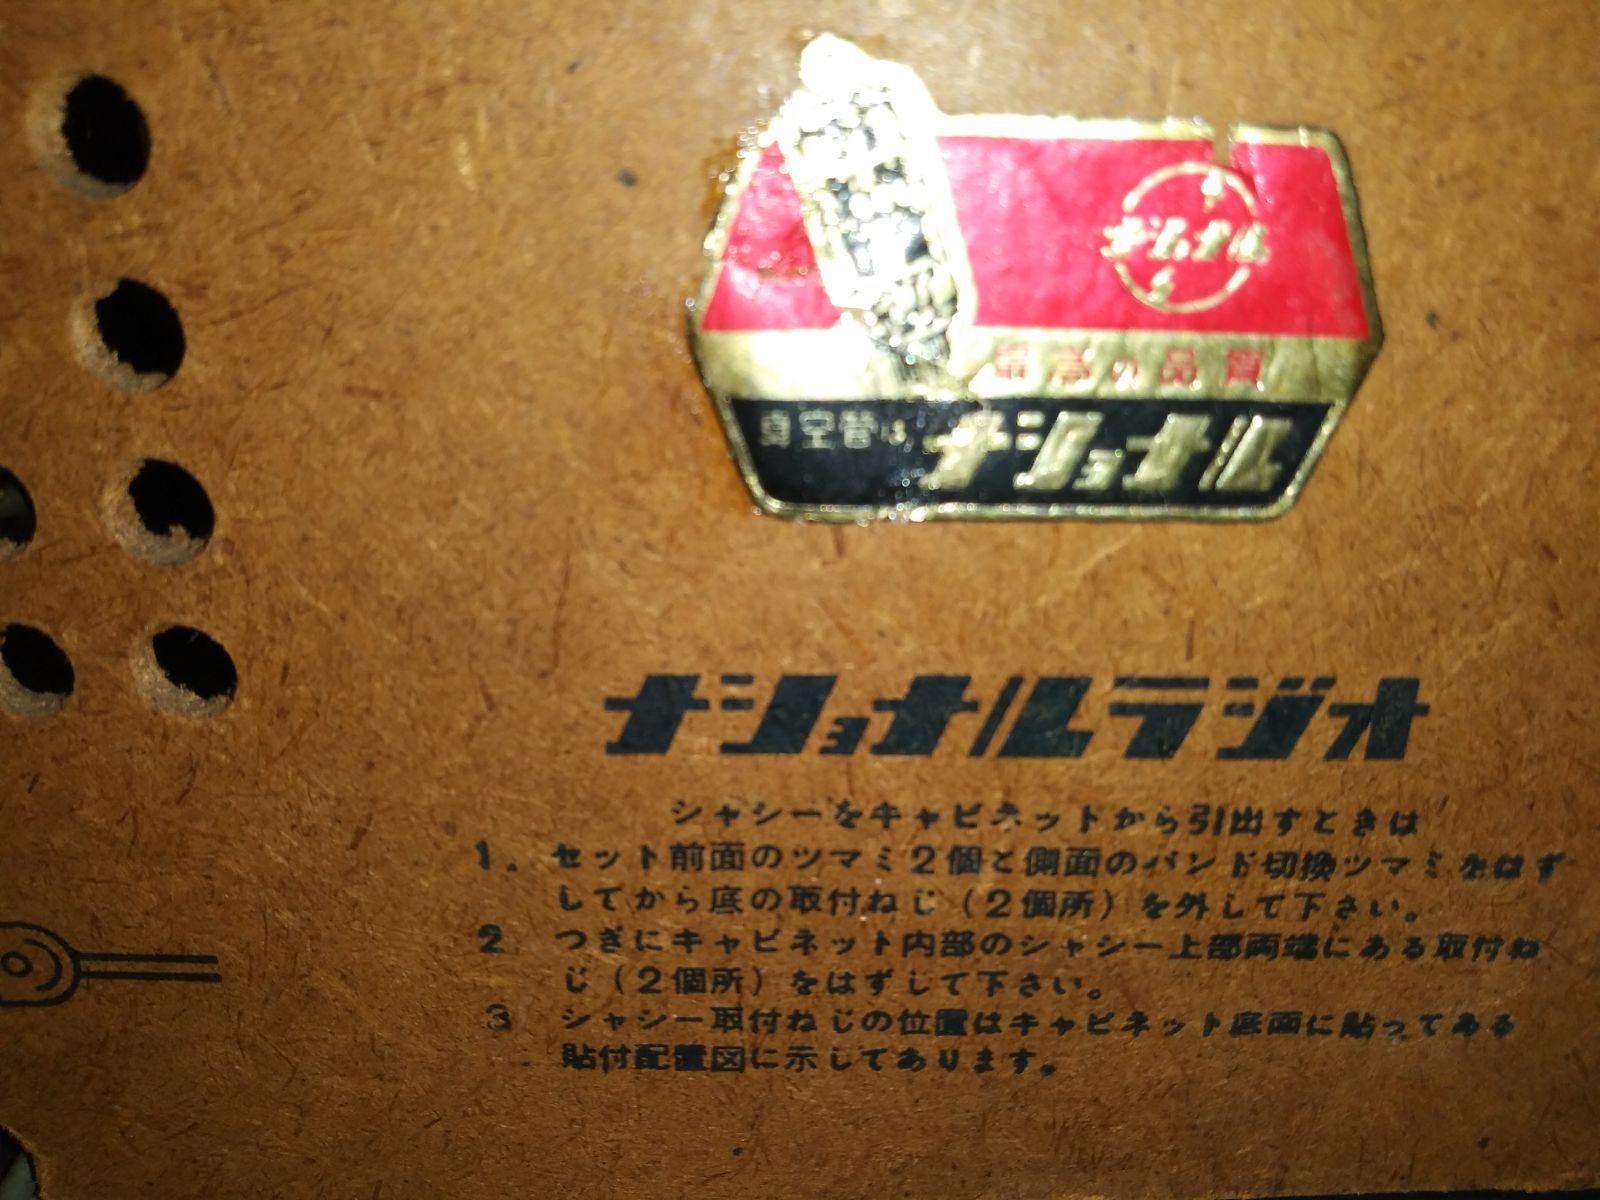 ナショナル
最高の品質
真空管は ナショナル
ナショナルラジオ
シャシーをキャビネットから引出すときは
1. セット前面のツマミ2個と側面のバンド切換ツマミをはず
してから底の取付ねじ（2個所）を外して下さい。
2 つぎにキャビネット内部のシャシー上部両端にある取付ね
じ（2個所）をはずして下さい。
3 シャシー取付ねじの位置はキャビネット底面に貼ってある
貼付配置図に示してあります。